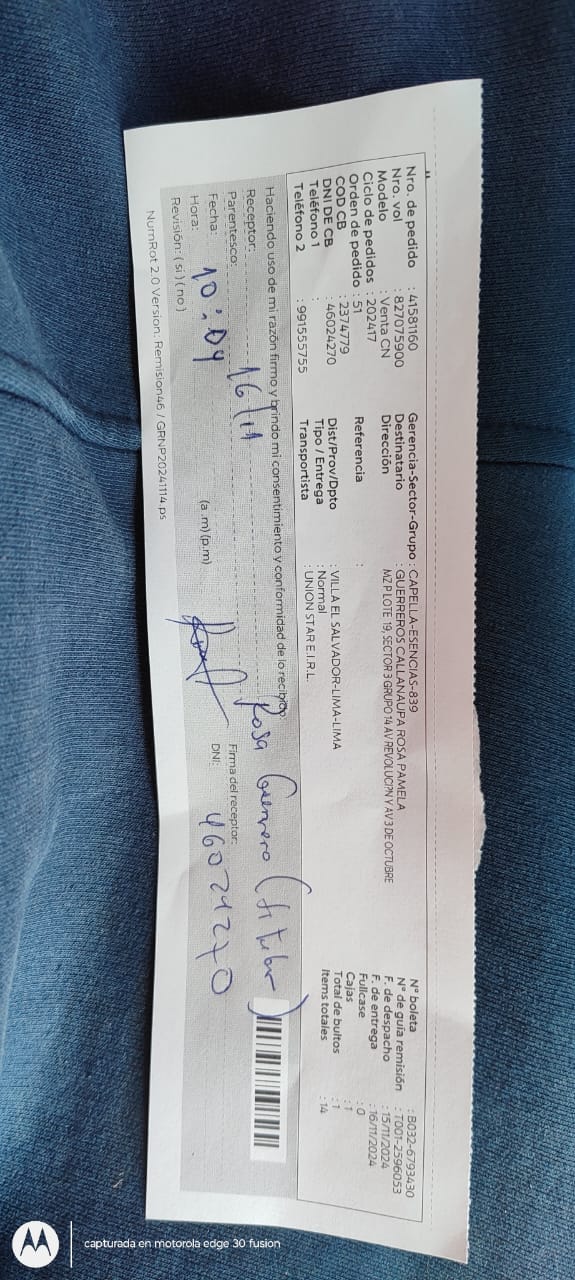 Nro. de pedido : 41581160
Nro. vol : 827075900
Modelo : Venta CN
Ciclo de pedidos : 202417
Orden de pedido : 51
COD CB : 2374779
DNI DE CB : 46024270
Teléfono 1 :
Teléfono 2 : 991555755
Gerencia-Sector-Grupo : CAPELLA-ESENCIAS-839
Destinatario : GUERREROS CALLANAUPA ROSA PAMELA
Dirección MZ P LOTE 19, SECTOR 3 GRUPO 14 AV REVOLUCI?N Y AV 3 DE OCTUBRE
Referencia :
Dist/Prov/Dpto : VILLA EL SALVADOR-LIMA-LIMA
Tipo / Entrega : Normal
Transportista : UNION STAR E.I.R.L.
N° boleta : B032-6793430
N° de guía remisión : T001-2596053
F. de despacho : 15/11/2024
F. de entrega : 16/11/2024
Fullcase : 0
Cajas : 1
Total de bultos : 1
Items totales : 14
Haciendo uso de mi razón firmo y brindo mi consentimiento y conformidad de lo recibido
Receptor: Rosa Guerrero (titular)
Parentesco: Firma del receptor:
Fecha: 16/11 DNI: 46024270
Hora: 10:04 (a.m)(p.m)
Revisión: (si)(no)
NumRot 2.0 Version: Remision46 / GRNP20241114.ps
capturada en motorola edge 30 fusion